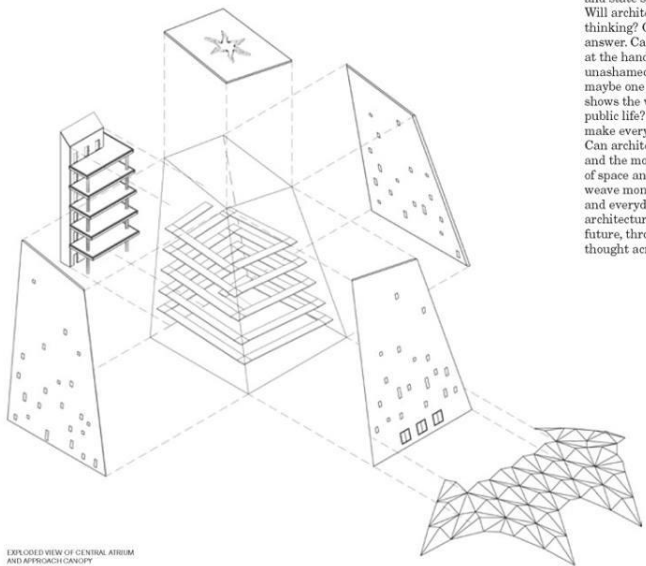 Will archite
thinking? C
answer. Ca
at the hand
unashamed
maybe one
shows the v
public life?
make every
Can archite
and the mo
of space an
weave mon
and everyd
architectur
future, thro
thought acr
EXPLODED VIEW OF CENTRAL ATRIUM
AND APPROACH CANOPY